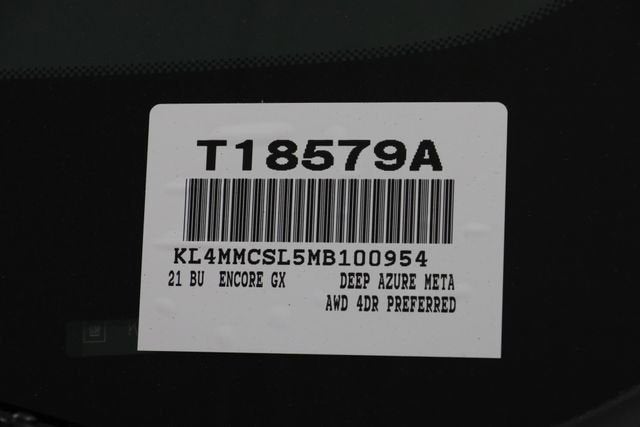 T18579A
KL4MMCSL5MB100954
21 BU ENCORE GX DEEP AZURE META
AWD 4DR PREFERRED